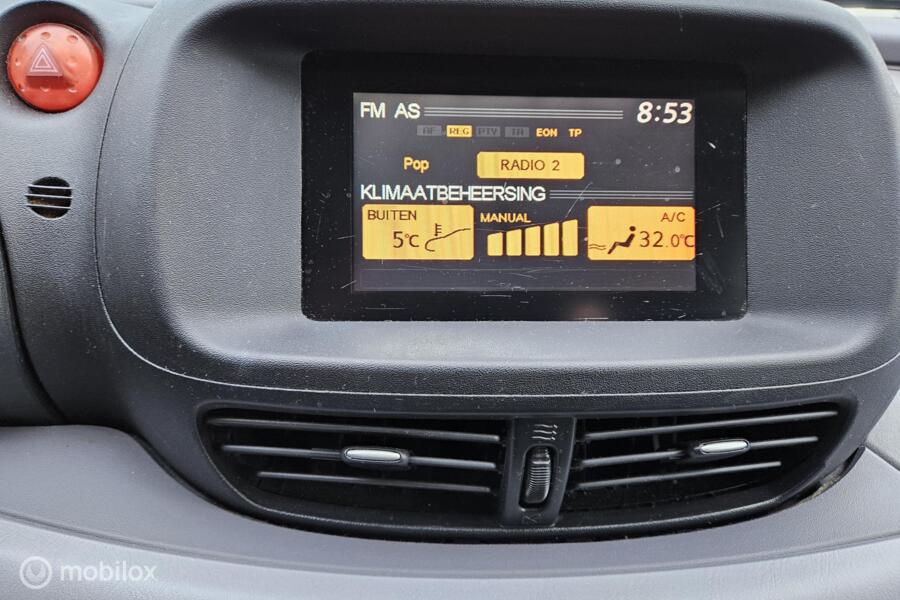 FM AS 8:53
AF REG PTY TA EON TP
Pop RADIO 2
KLIMAATBEHEERSING
BUITEN MANUAL A/C
5°C 32.0°C
mobilox